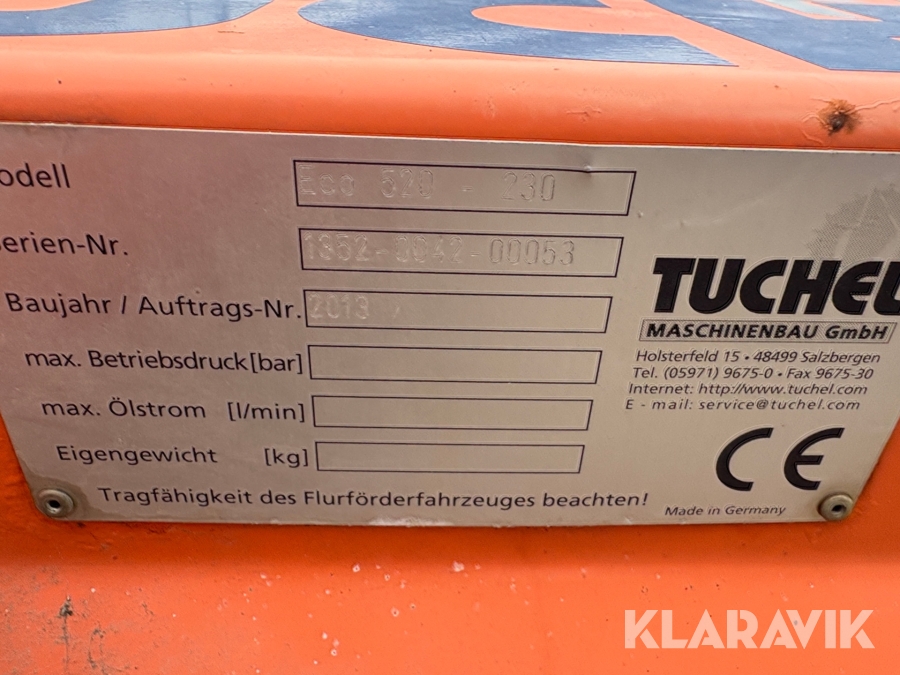 odell Eco 520 - 230
erien-Nr. 1352-0042-00053
Baujahr / Auftrags-Nr. 2013 /
max. Betriebsdruck [bar]
max. Ölstrom [l/min]
Eigengewicht [kg]
Tragfähigkeit des Flurförderfahrzeuges beachten!
TUCHEL
MASCHINENBAU GmbH
Holsterfeld 15 • 48499 Salzbergen
Tel. (05971) 9675-0 • Fax 9675-30
Internet: http://www.tuchel.com
E - mail: service@tuchel.com
CE
Made in Germany
KLARAVIK